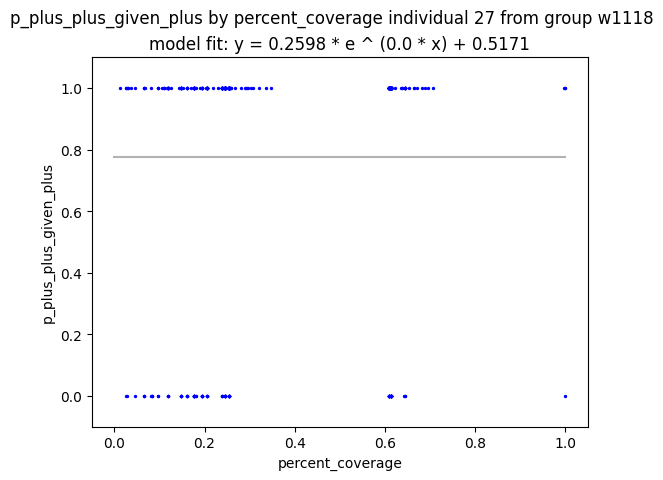 p_plus_plus_given_plus by percent_coverage individual 27 from group w1118
model fit: y = 0.2598 * e ^ (0.0 * x) + 0.5171
p_plus_plus_given_plus
1.0
0.8
0.6
0.4
0.2
0.0
0.0 0.2 0.4 0.6 0.8 1.0
percent_coverage